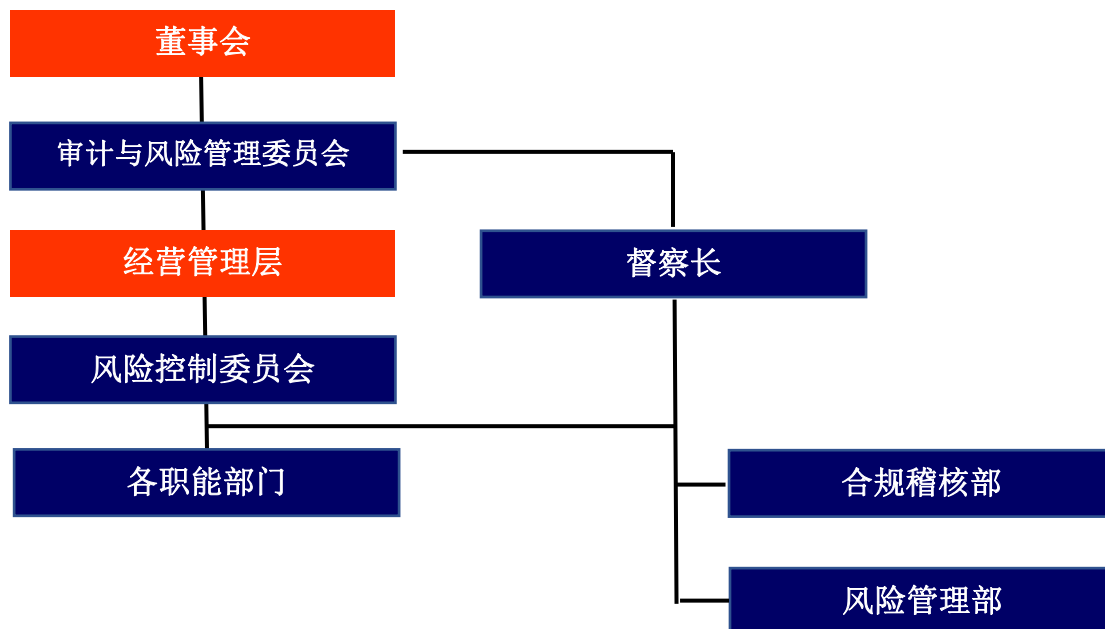 董事会
审计与风险管理委员会
经营管理层
督察长
风险控制委员会
各职能部门
合规稽核部
风险管理部